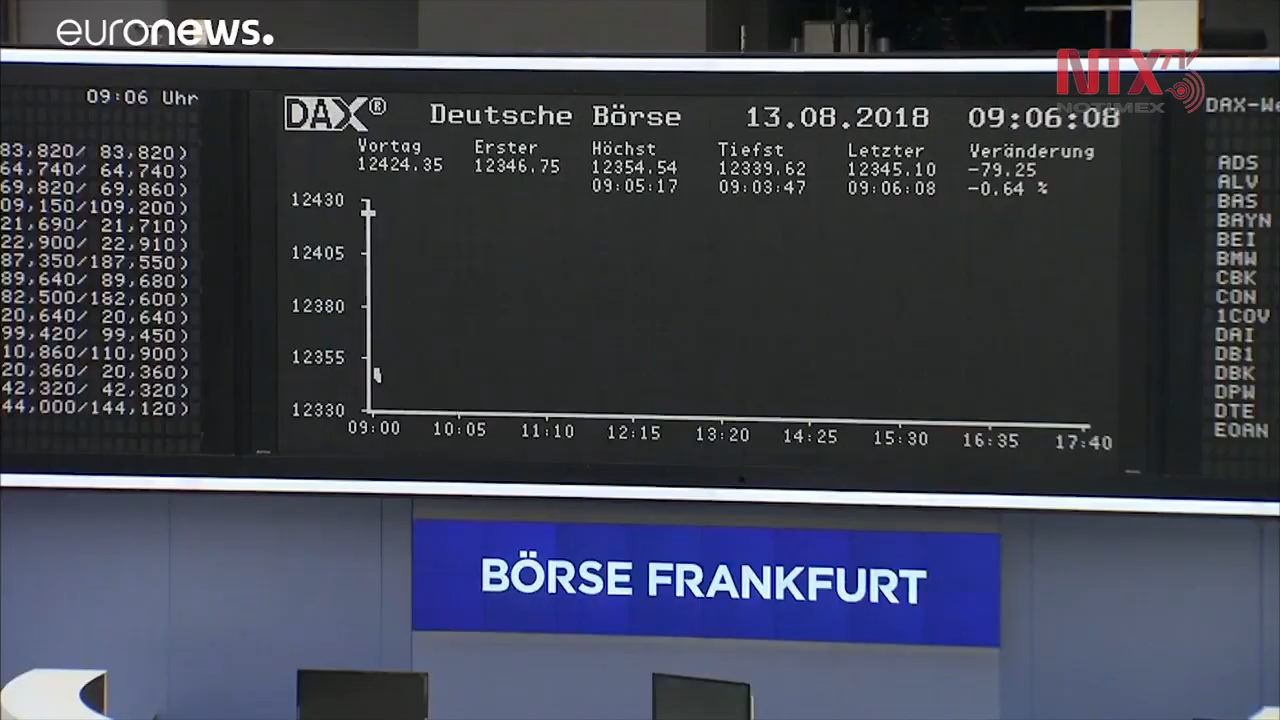 euronews.
NTX TV
NOTIMEX
09:06 Uhr
83,820/ 83,820)
64,740/ 64,740)
69,820/ 69,860)
09,150/109,200)
21,690/ 21,710)
22,900/ 22,910)
87,350/187,550)
89,640/ 89,680)
82,500/182,600)
20,640/ 20,640)
99,420/ 99,450)
10,860/110,900)
20,360/ 20,360)
42,320/ 42,320)
44,000/144,120)
DAX® Deutsche Börse 13.08.2018 09:06:08
Vortag Erster Höchst Tiefst Letzter Veränderung
12424.35 12346.75 12354.54 12339.62 12345.10 -79.25
09:05:17 09:03:47 09:06:08 -0.64 %
12430
12405
12380
12355
12330
09:00 10:05 11:10 12:15 13:20 14:25 15:30 16:35 17:40
DAX-We
ADS
ALV
BAS
BAYN
BEI
BMW
CBK
CON
1COV
DAI
DB1
DBK
DPW
DTE
EOAN
BÖRSE FRANKFURT